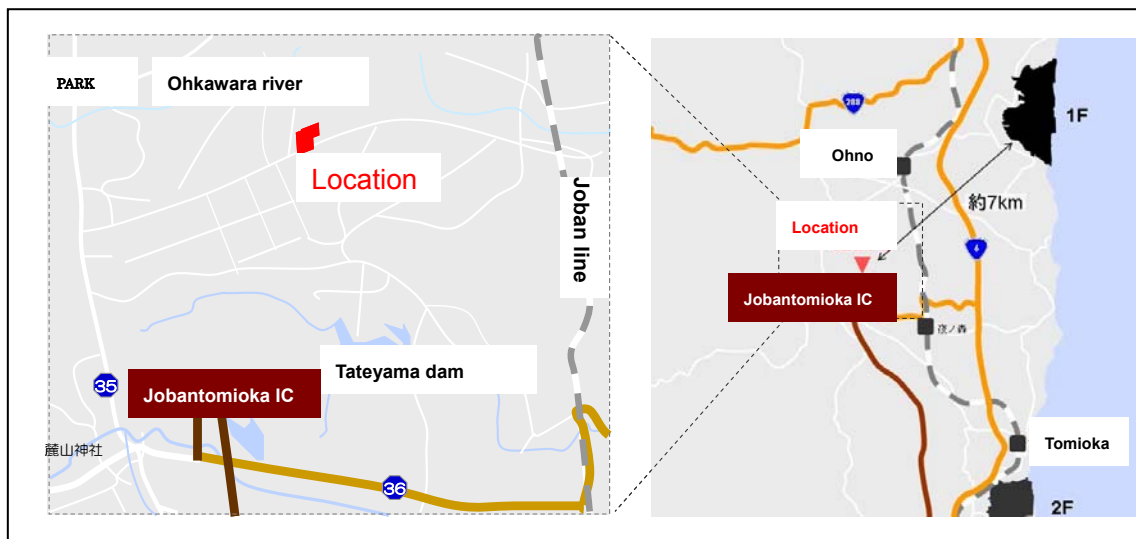 PARK
Ohkawara river
Location
Joban line
Tateyama dam
35
Jobantomioka IC
麓山神社
36
288
1F
Ohno
約7km
Location
6
Jobantomioka IC
夜ノ森
Tomioka
2F